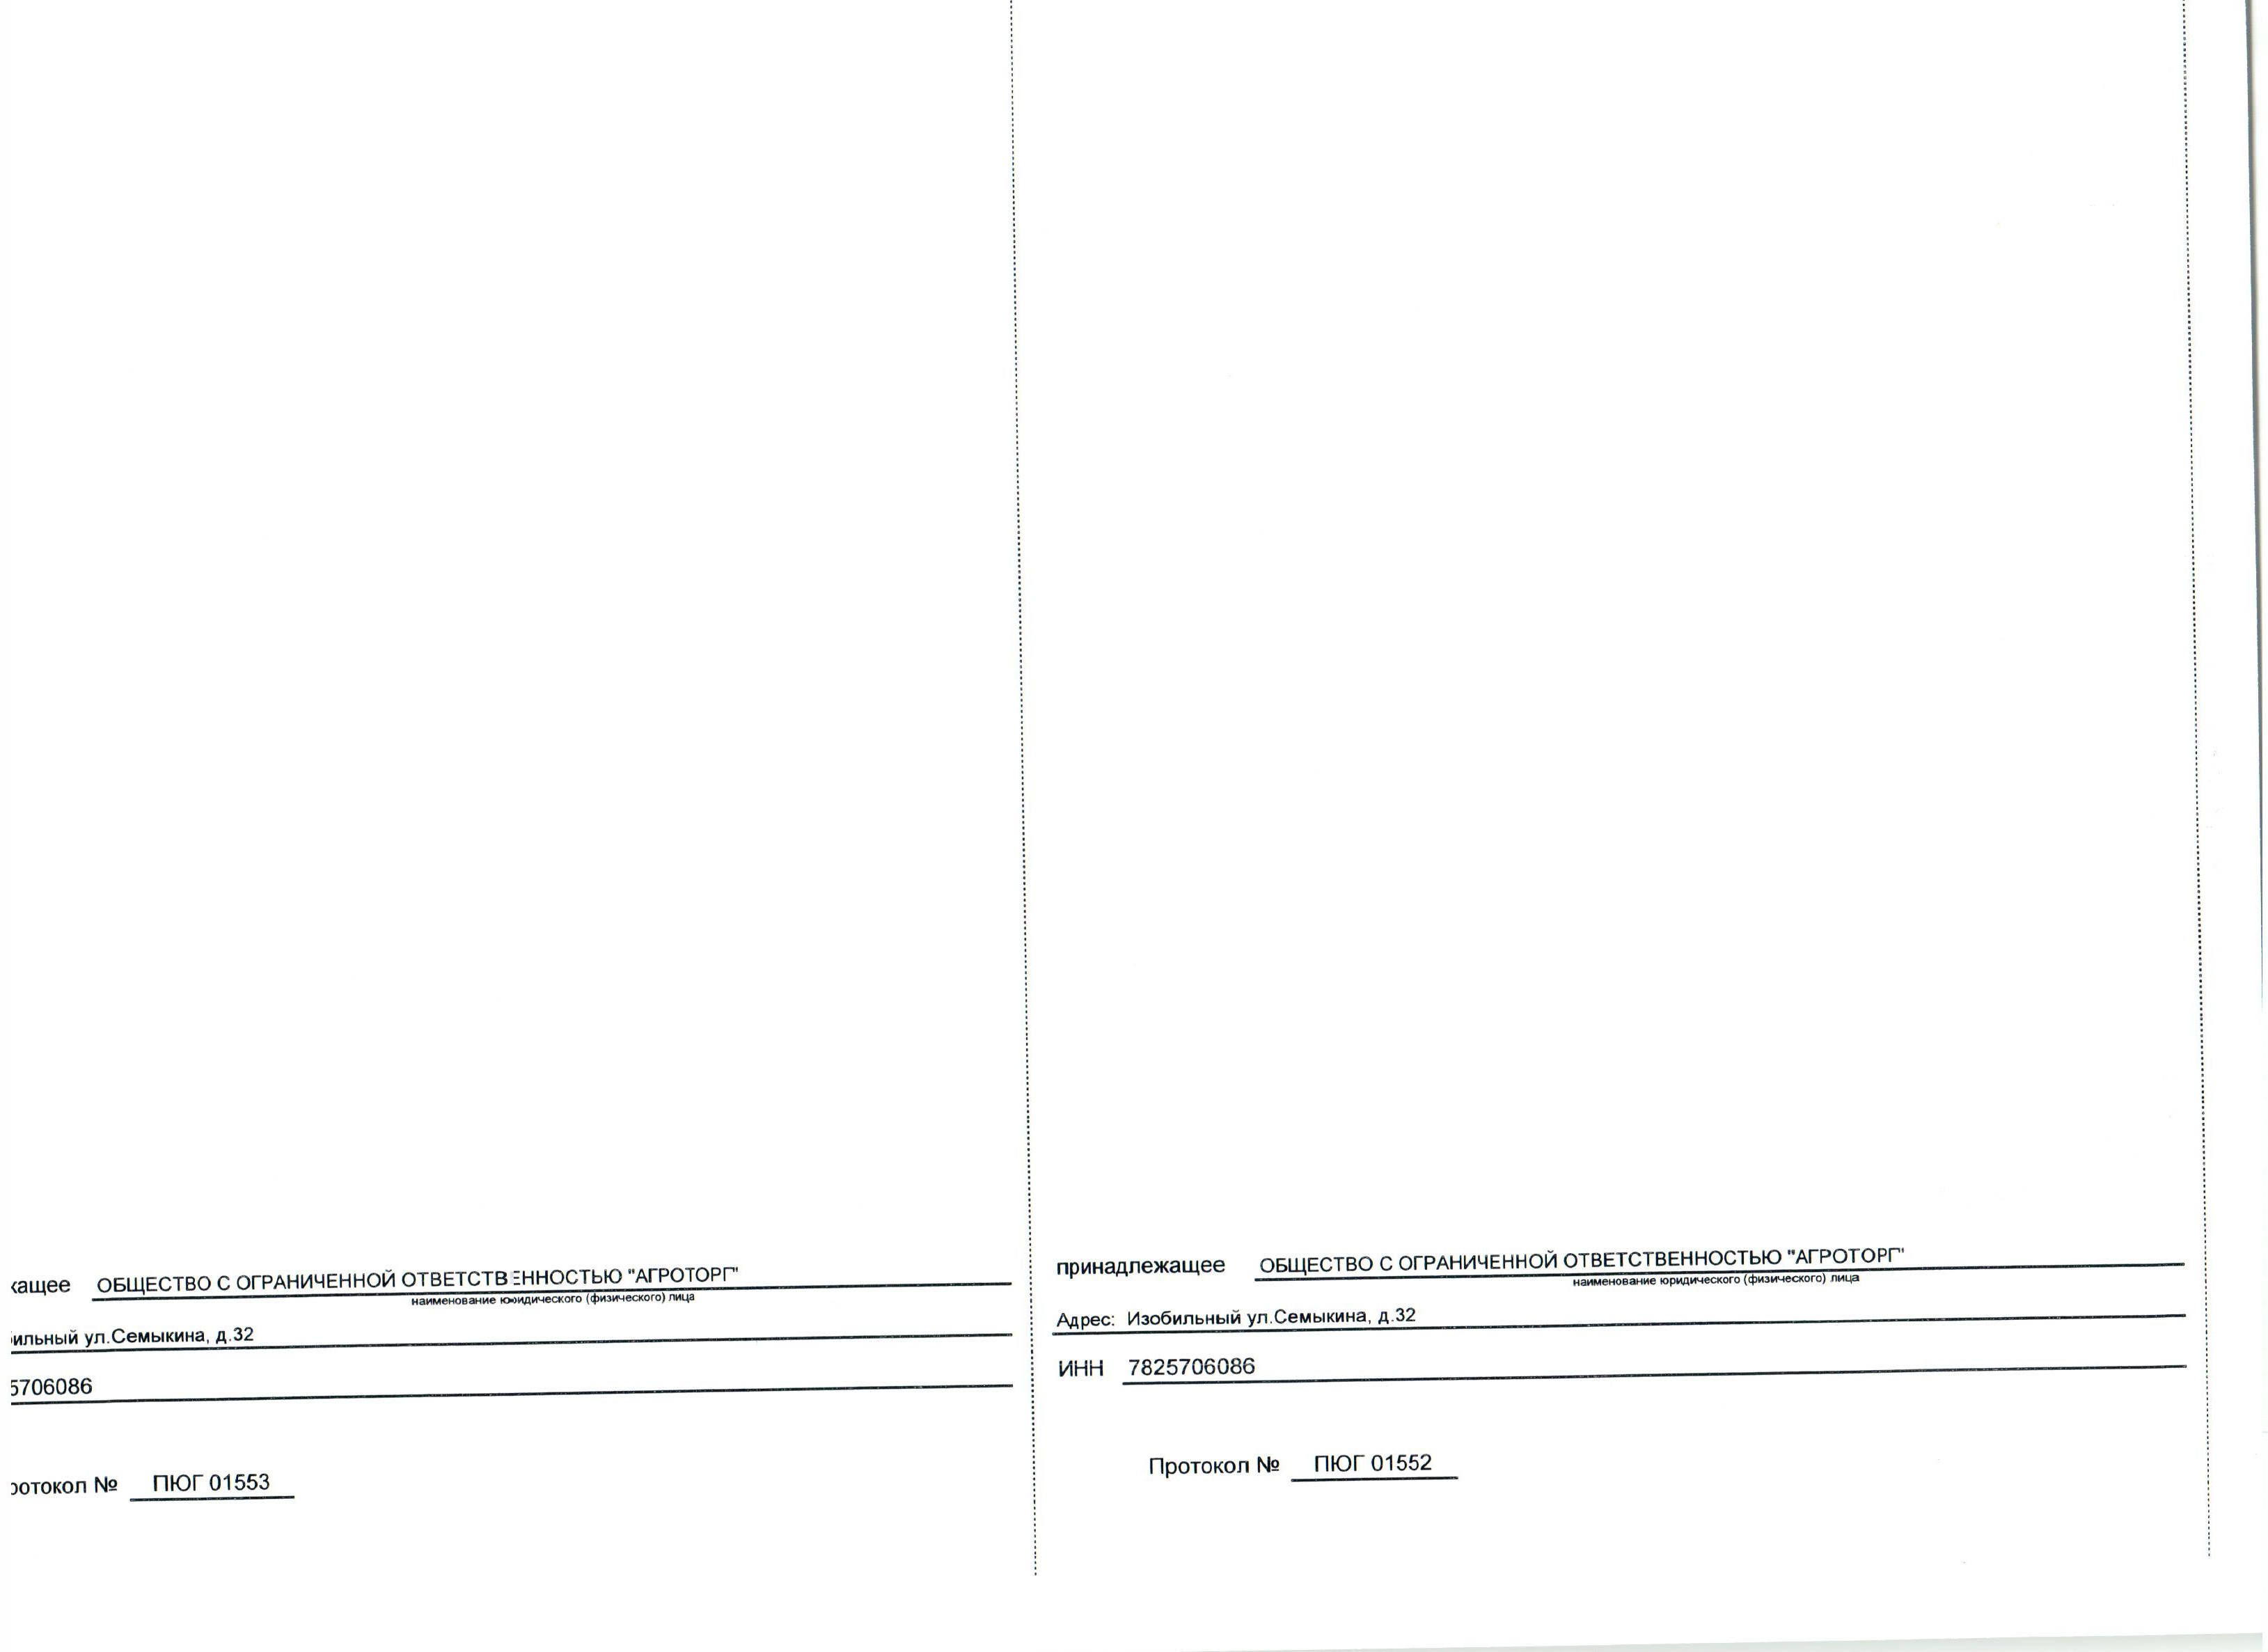 кащее ОБЩЕСТВО С ОГРАНИЧЕННОЙ ОТВЕТСТВЕННОСТЬЮ "АГРОТОРГ"
наименование юридического (физического) лица
ильный ул.Семыкина, д.32
5706086
ротокол № ПЮГ 01553
принадлежащее ОБЩЕСТВО С ОГРАНИЧЕННОЙ ОТВЕТСТВЕННОСТЬЮ "АГРОТОРГ"
наименование юридического (физического) лица
Адрес: Изобильный ул.Семыкина, д.32
ИНН 7825706086
Протокол № ПЮГ 01552